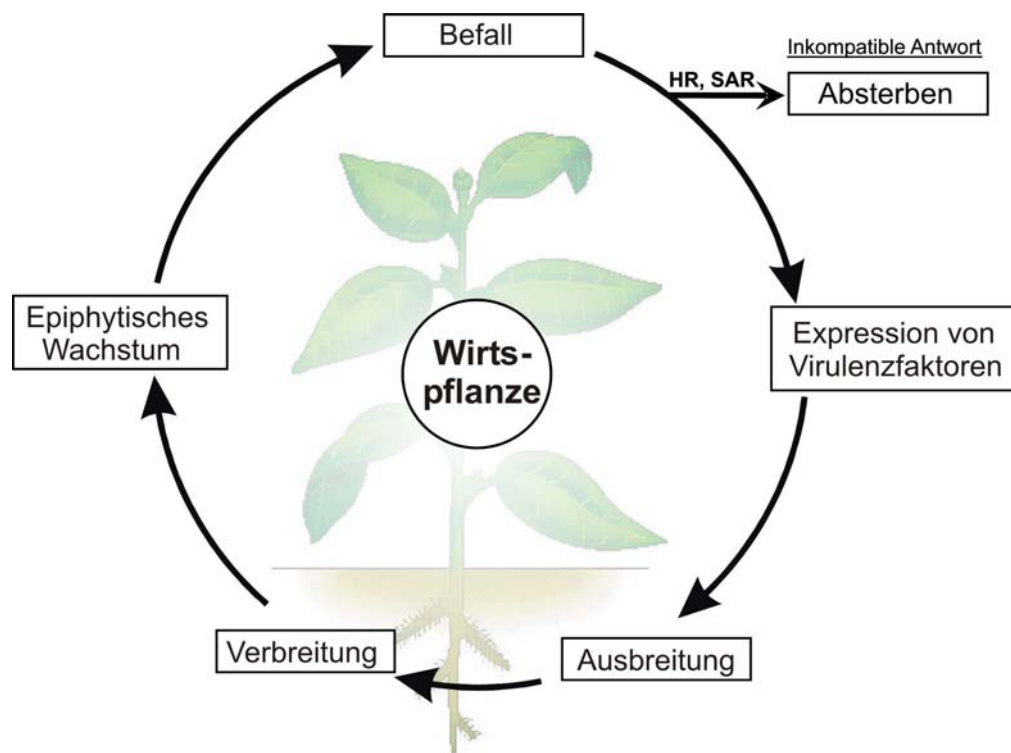 Befall
Inkompatible Antwort
HR, SAR
Absterben
Epiphytisches
Wachstum
Wirts-
pflanze
Expression von
Virulenzfaktoren
Verbreitung
Ausbreitung